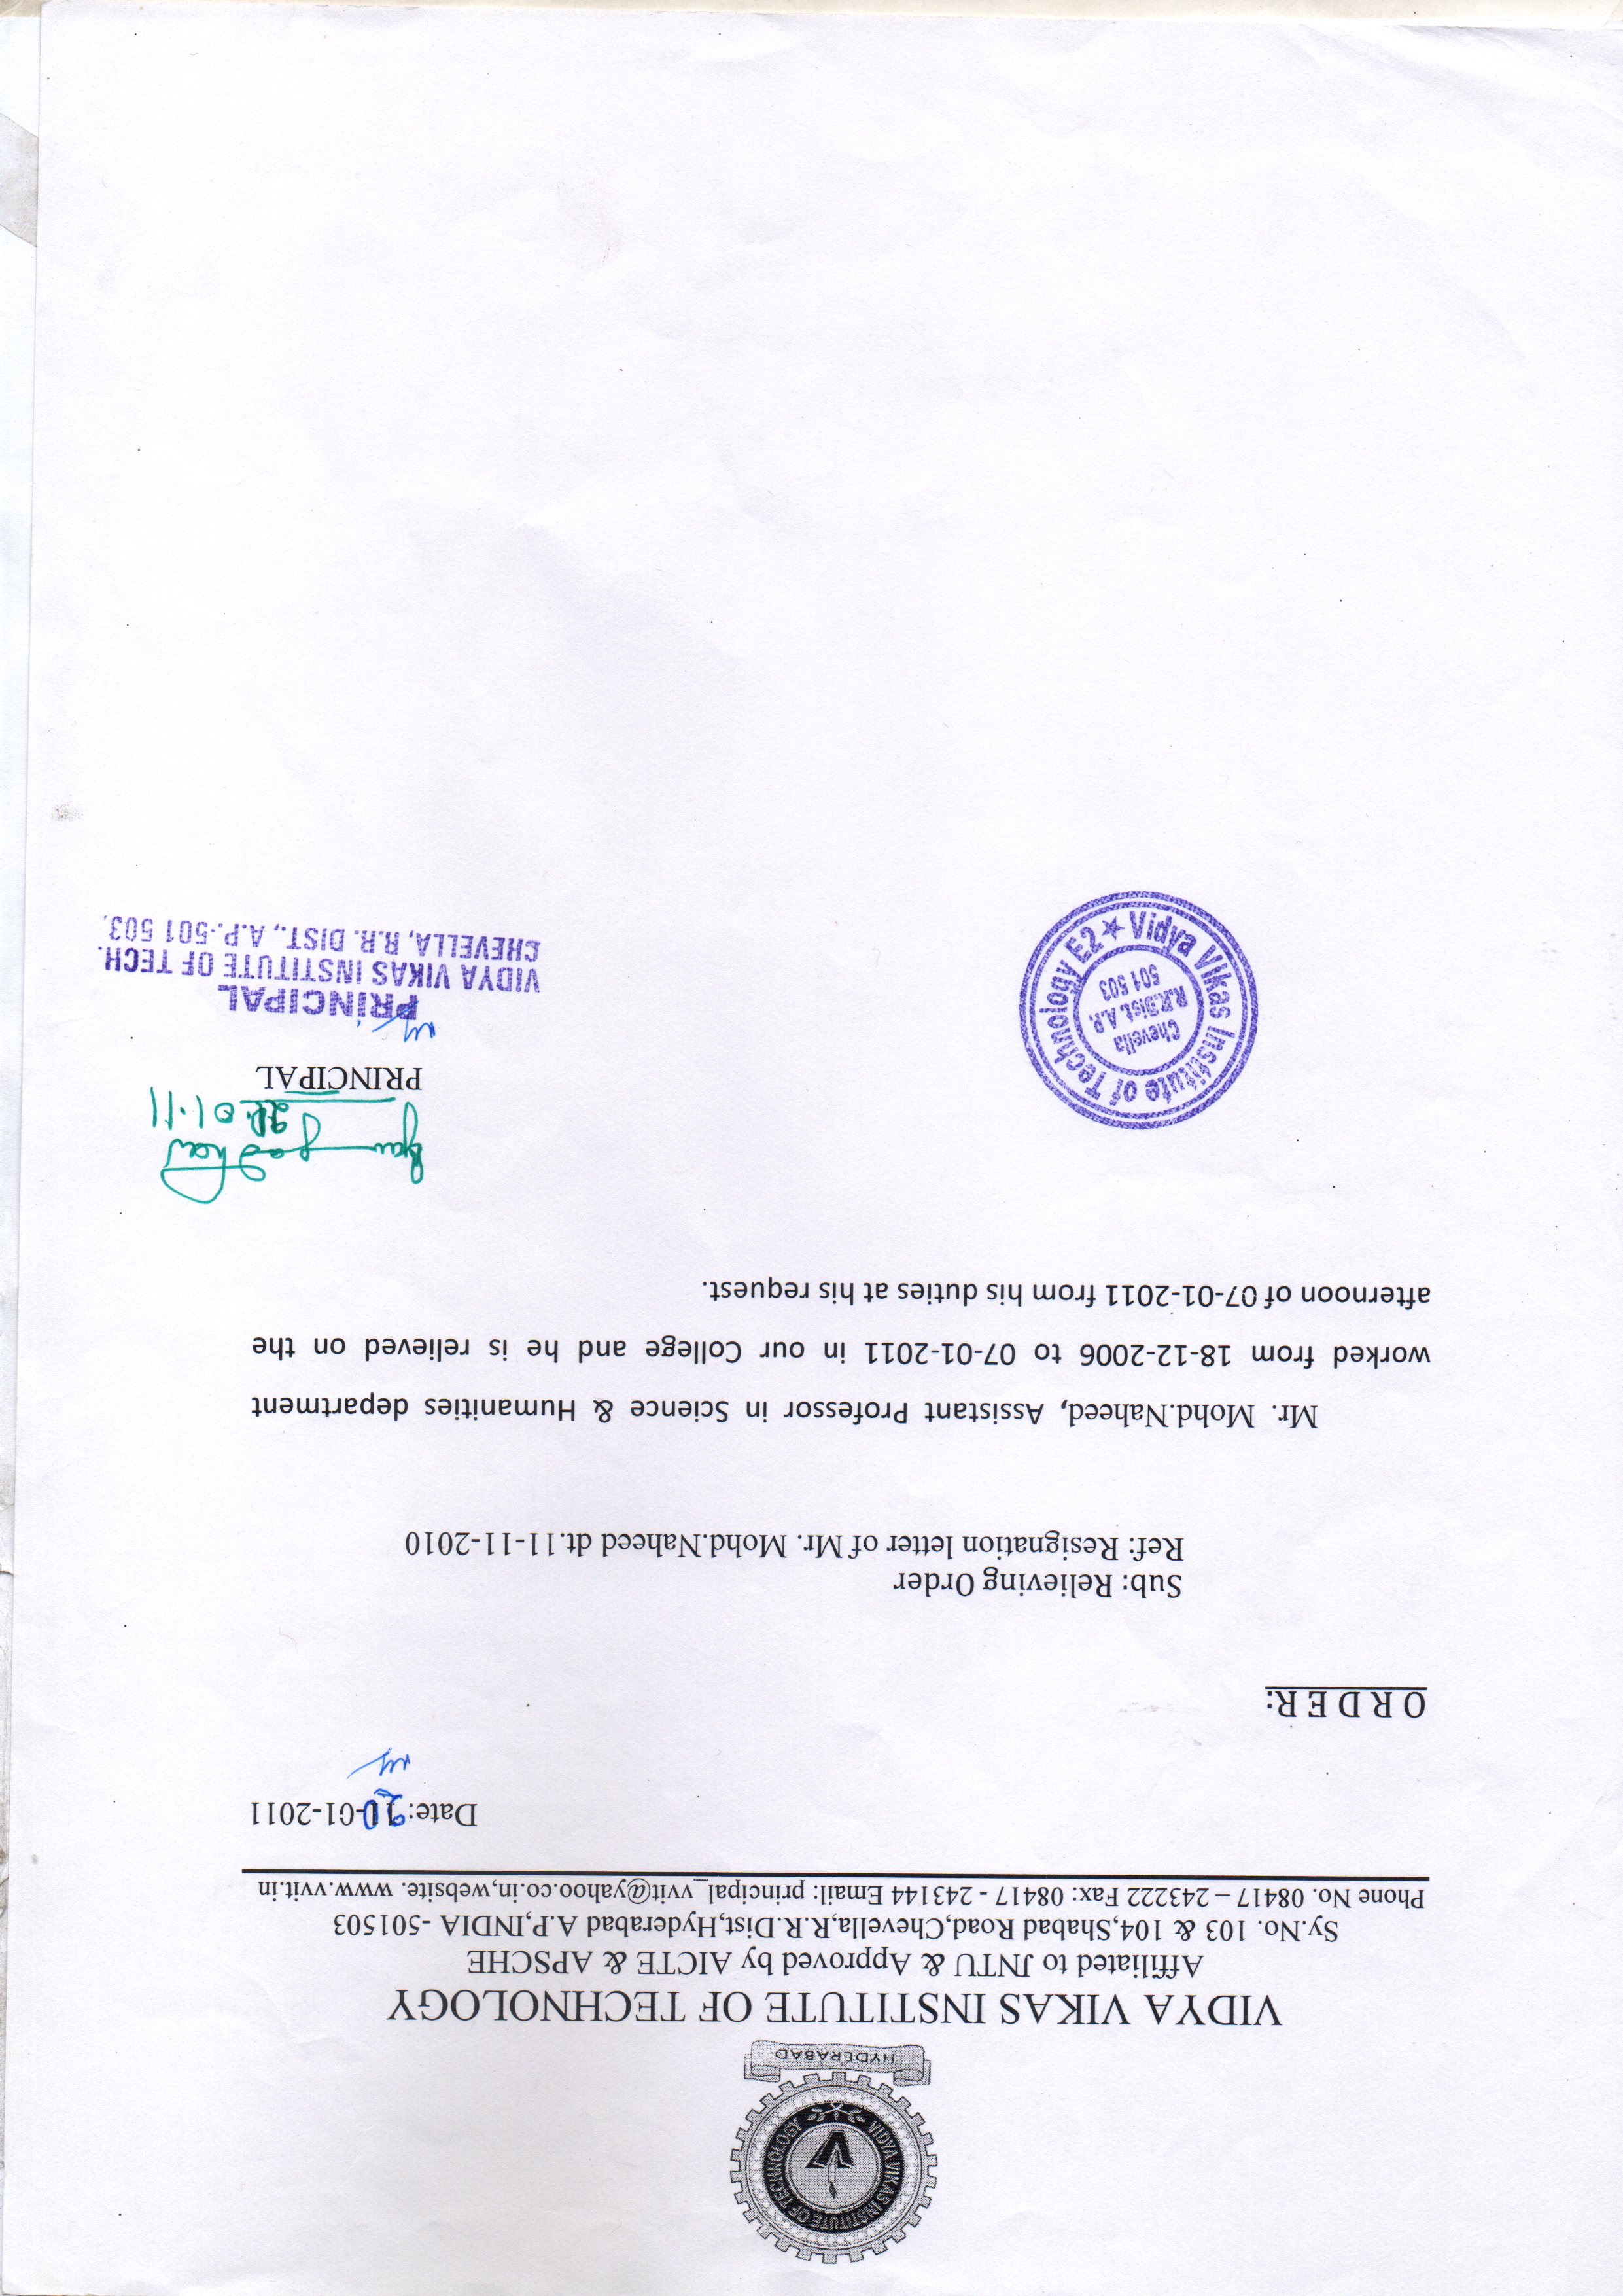 VIDYA VIKAS INSTITUTE OF TECHNOLOGY
V
HYDERABAD
VIDYA VIKAS INSTITUTE OF TECHNOLOGY
Affiliated to JNTU & Approved by AICTE & APSCHE
Sy.No. 103 & 104,Shabad Road,Chevella,R.R.Dist,Hyderabad A.P,INDIA -501503
Phone No. 08417 – 243222 Fax: 08417 - 243144 Email: principal_vvit@yahoo.co.in,website. www.vvit.in
Date: 20-01-2011
O R D E R:
Sub: Relieving Order
Ref: Resignation letter of Mr. Mohd.Naheed dt.11-11-2010
Mr. Mohd.Naheed, Assistant Professor in Science & Humanities department
worked from 18-12-2006 to 07-01-2011 in our College and he is relieved on the
afternoon of 07-01-2011 from his duties at his request.
01.11
PRINCIPAL
Vidya Vikas Institute of Technology E2 ★
Chevella
R.R.Dist. A.P.
501 503
PRINCIPAL
VIDYA VIKAS INSTITUTE OF TECH.
CHEVELLA, R.R. DIST., A.P.-501 503.